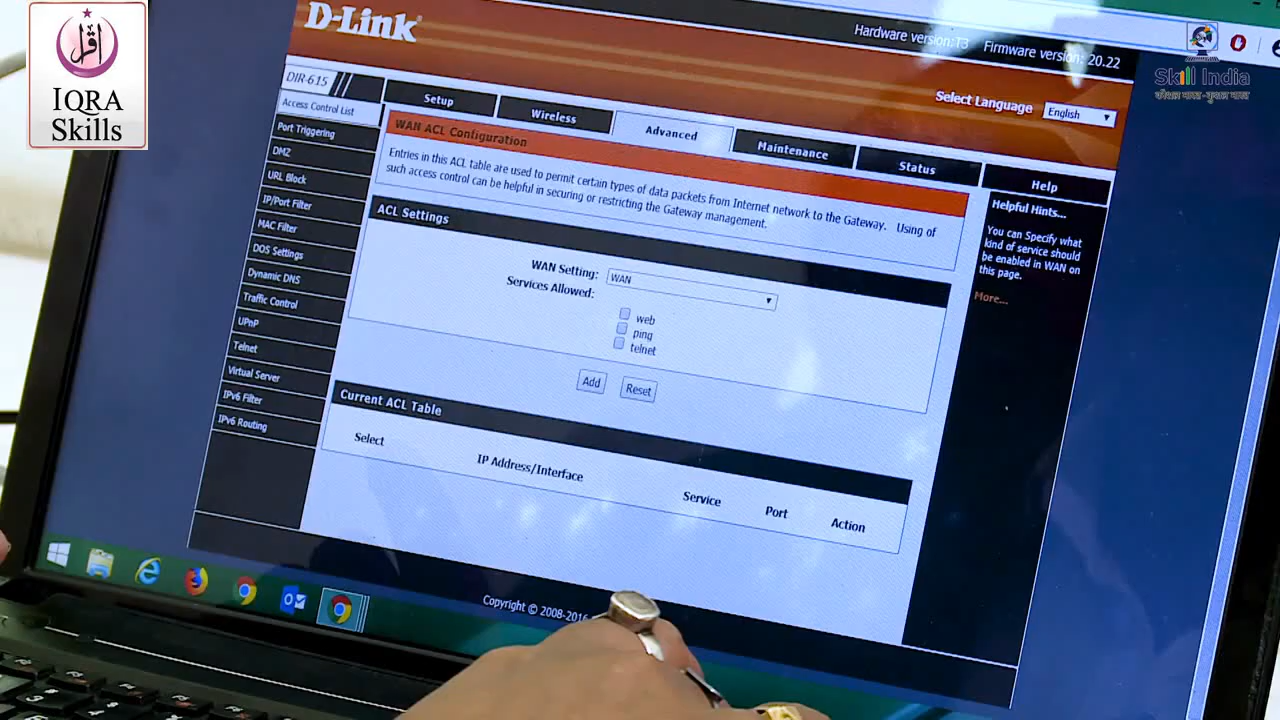 اقرأ
IQRA
Skills
D-Link
Hardware version:T3 Firmware version: 20.22
Skill India
कौशल भारत - कुशल भारत
Select Language English
DIR-615
Setup
Wireless
Advanced
Maintenance
Status
Help
Access Control List
Port Triggering
DMZ
URL Block
IP/Port Filter
MAC Filter
DOS Settings
Dynamic DNS
Traffic Control
UPnP
Telnet
Virtual Server
IPv6 Filter
IPv6 Routing
WAN ACL Configuration
Entries in this ACL table are used to permit certain types of data packets from Internet network to the Gateway. Using of
such access control can be helpful in securing or restricting the Gateway management.
ACL Settings
WAN Setting: WAN
Services Allowed:
web
ping
telnet
Add Reset
Current ACL Table
Select IP Address/Interface Service Port Action
Helpful Hints...
You can Specify what
kind of service should
be enabled in WAN on
this page.
More...
Copyright © 2008-2016